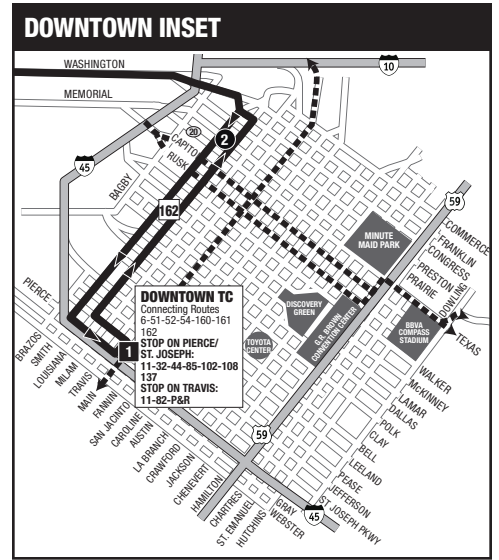 DOWNTOWN INSET
WASHINGTON
MEMORIAL
10
20
2
CAPITO
RUSK
45
BAGBY
162
59
COMMERCE
FRANKLIN
CONGRESS
PRESTON
PRARIE
DOWLING
TEXAS
MINUTE
MAID PARK
DISCOVERY
GREEN
G.R. BROWN
CONVENTION CENTER
TOYOTA
CENTER
BBVA
COMPASS
STADIUM
DOWNTOWN TC
Connecting Routes
6-51-52-54-160-161
162
STOP ON PIERCE/
ST. JOSEPH:
11-32-44-85-102-108
137
STOP ON TRAVIS:
11-82-P&R
1
PIERCE
BRAZOS
SMITH
LOUISIANA
MILAM
TRAVIS
MAIN
FANNIN
SAN JACINTO
CAROLINE
AUSTIN
LA BRANCH
CRAWFORD
JACKSON
CHENEVERT
HAMILTON
CHARTRES
ST. EMANUEL
HUTCHINS
59
45
WALKER
McKINNEY
LAMAR
DALLAS
POLK
CLAY
BELL
LEELAND
PEASE
JEFFERSON
ST JOSEPH PKWY
GRAY
WEBSTER